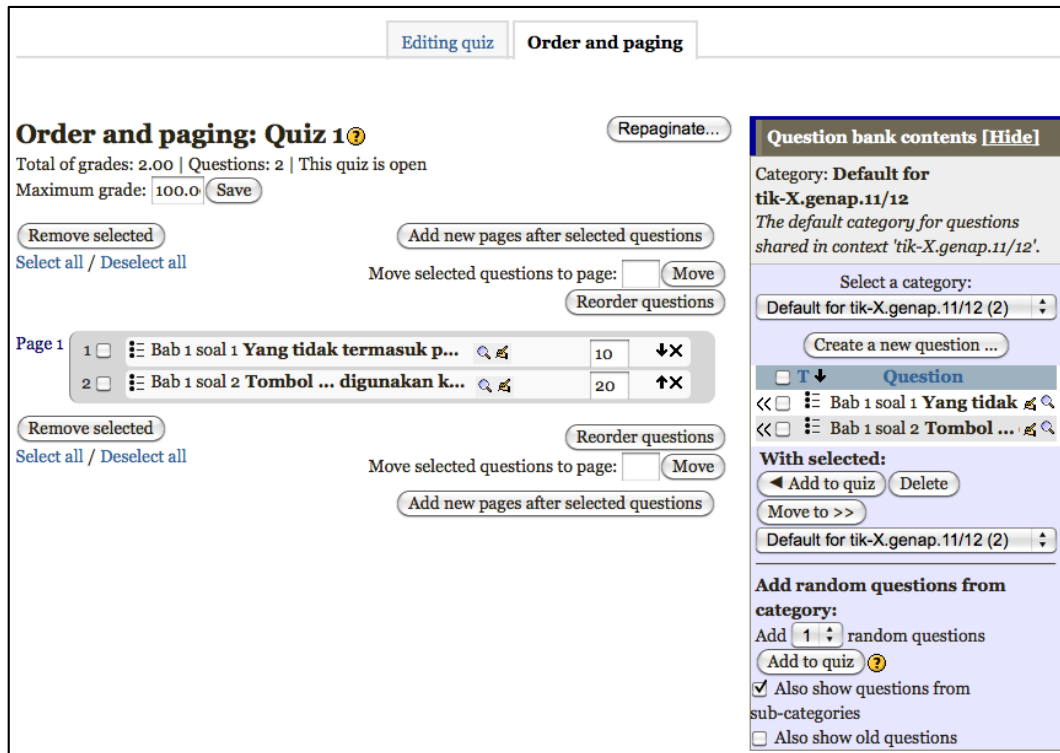 Editing quiz
Order and paging
Order and paging: Quiz 1
Repaginate...
Total of grades: 2.00 | Questions: 2 | This quiz is open
Maximum grade: 100.0 Save
Remove selected
Add new pages after selected questions
Select all / Deselect all
Move selected questions to page: Move
Reorder questions
Page 1
1 Bab 1 soal 1 Yang tidak termasuk p... 10
2 Bab 1 soal 2 Tombol ... digunakan k... 20
Remove selected
Reorder questions
Select all / Deselect all
Move selected questions to page: Move
Add new pages after selected questions
Question bank contents [Hide]
Category: Default for
tik-X.genap.11/12
The default category for questions
shared in context 'tik-X.genap.11/12'.
Select a category:
Default for tik-X.genap.11/12 (2)
Create a new question ...
T Question
Bab 1 soal 1 Yang tidak
Bab 1 soal 2 Tombol ...
With selected:
Add to quiz Delete
Move to >>
Default for tik-X.genap.11/12 (2)
Add random questions from
category:
Add 1 random questions
Add to quiz
Also show questions from
sub-categories
Also show old questions